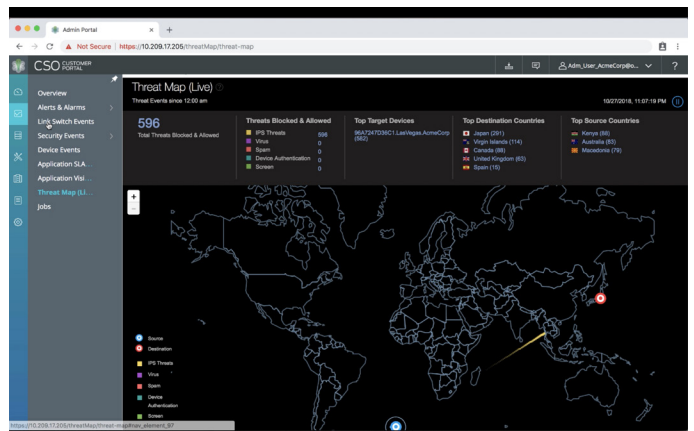 Admin Portal
Not Secure
https://10.209.17.205/threatMap/threat-map
CSO CUSTOMER PORTAL
Adm_User_AcmeCorp@o...
?
Overview
Alerts & Alarms
Link Switch Events
Security Events
Device Events
Application SLA...
Application Visi...
Threat Map (Li...
Jobs
Threat Map (Live)
Threat Events since 12:00 am
10/27/2018, 11:07:19 PM
596
Total Threats Blocked & Allowed
Threats Blocked & Allowed
IPS Threats 596
Virus 0
Spam 0
Device Authentication 0
Screen 0
Top Target Devices
96A7247D36C1.LasVegas.AcmeCorp
(582)
Top Destination Countries
Japan (281)
Virgin Islands (114)
Canada (88)
United Kingdom (63)
Spain (15)
Top Source Countries
Kenya (88)
Australia (83)
Macedonia (79)
+
-
Source
Destination
IPS Threats
Virus
Spam
Device
Authentication
Screen
https://10.209.17.205/threatMap/threat-map#nav_element_97